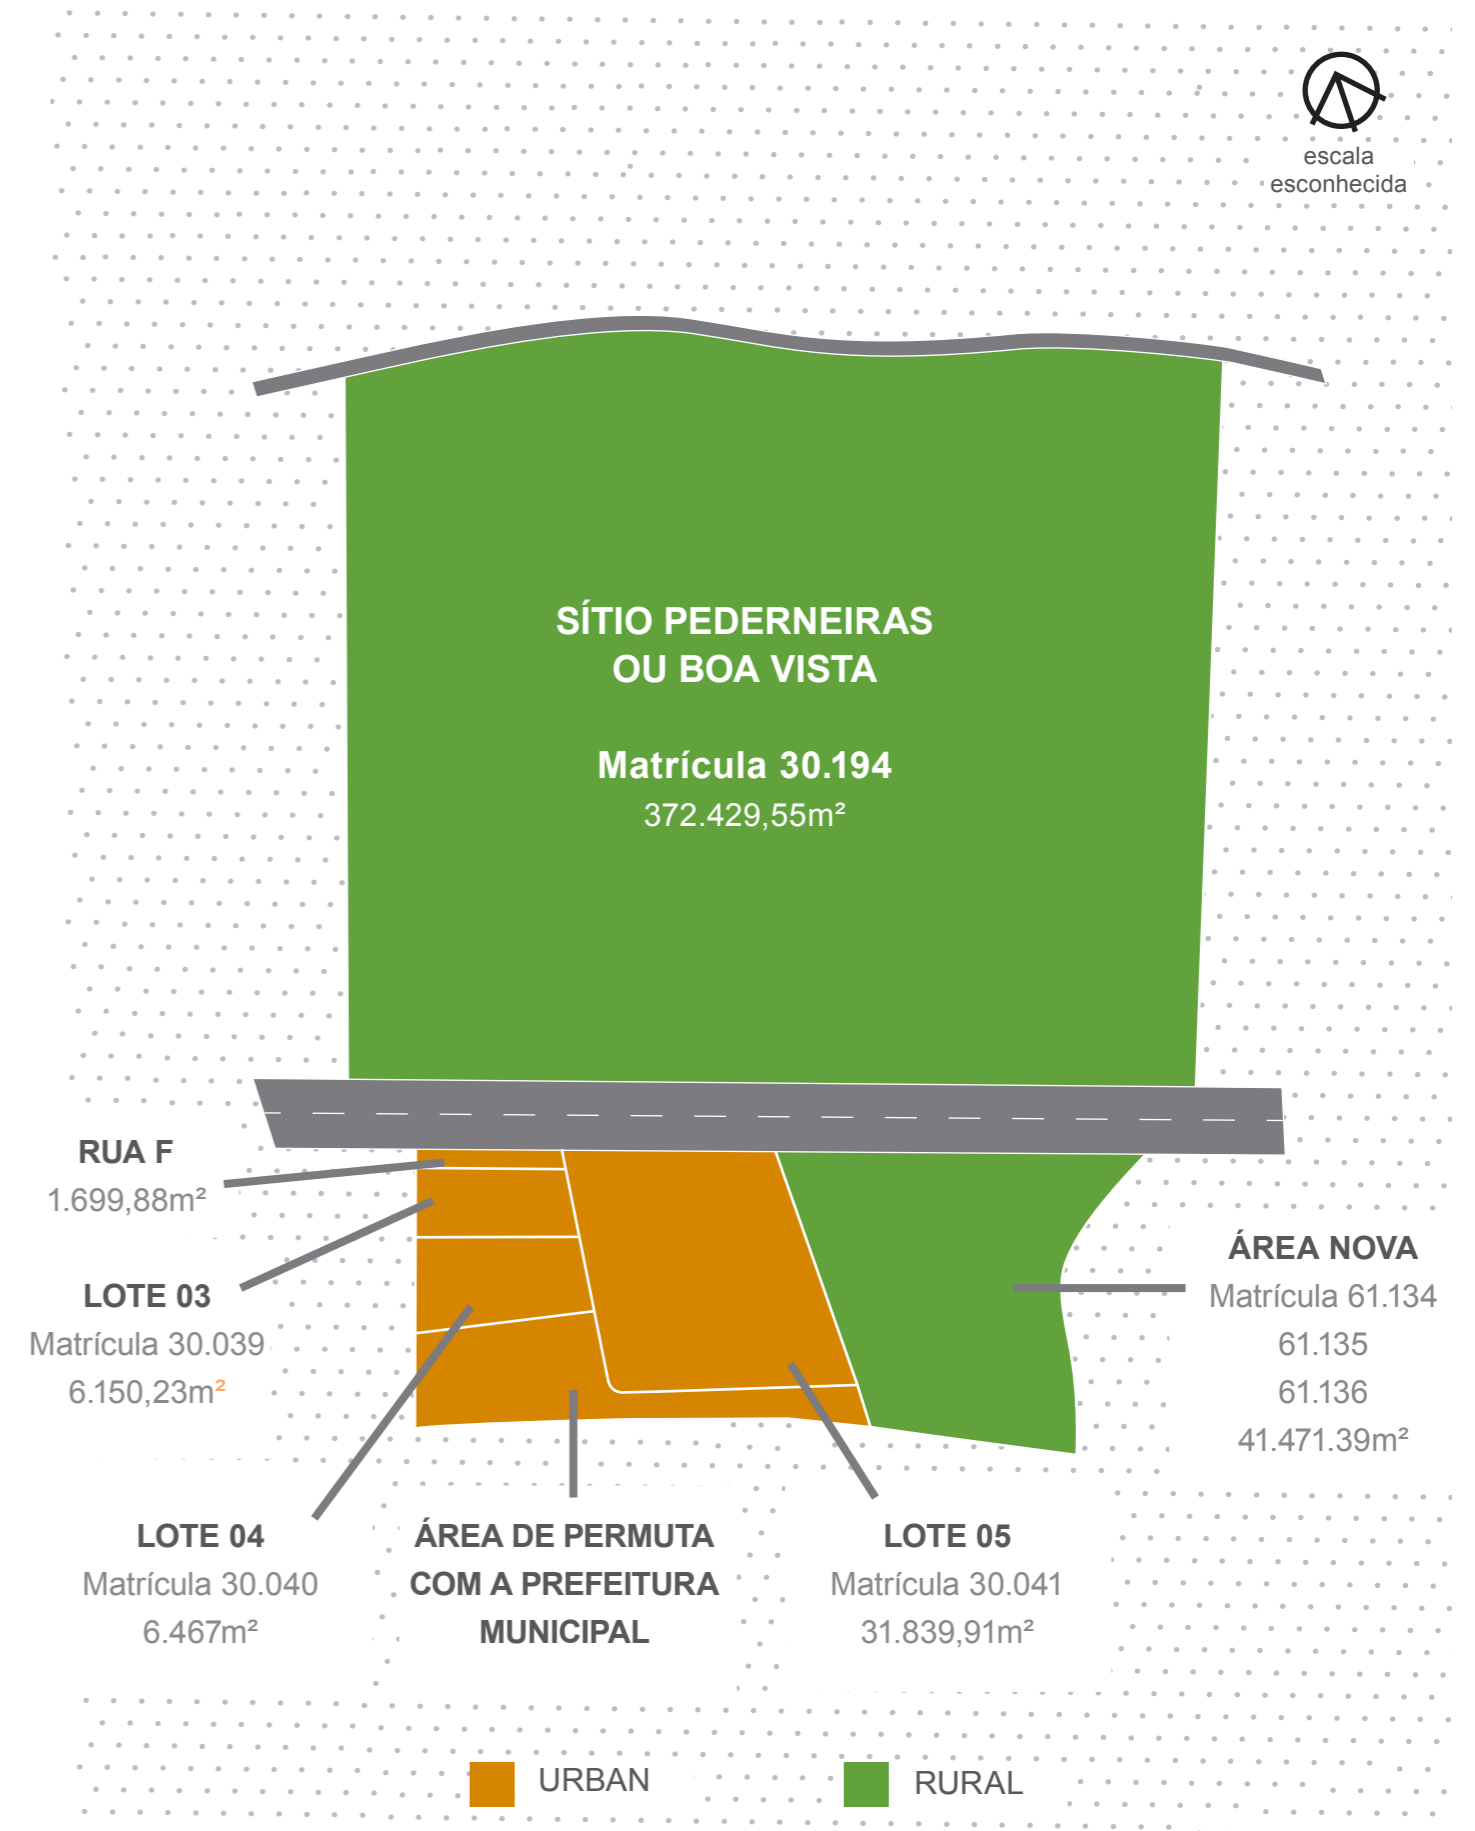 escala
esconhecida
SÍTIO PEDERNEIRAS
OU BOA VISTA
Matrícula 30.194
372.429,55m²
RUA F
1.699,88m²
LOTE 03
Matrícula 30.039
6.150,23m²
ÁREA NOVA
Matrícula 61.134
61.135
61.136
41.471.39m²
LOTE 04
Matrícula 30.040
6.467m²
ÁREA DE PERMUTA
COM A PREFEITURA
MUNICIPAL
LOTE 05
Matrícula 30.041
31.839,91m²
URBAN
RURAL